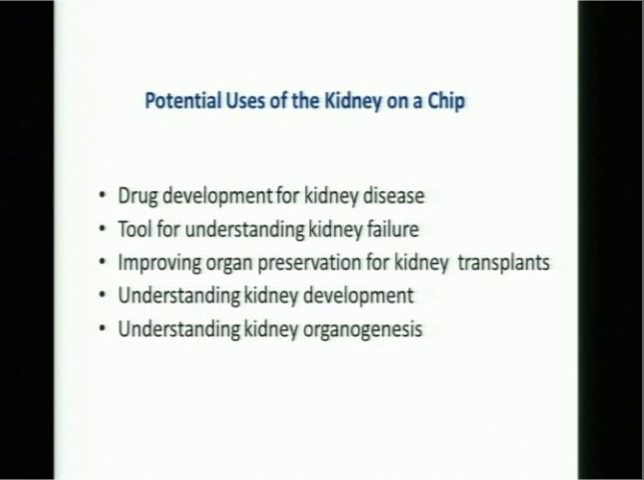 Potential Uses of the Kidney on a Chip
• Drug development for kidney disease
• Tool for understanding kidney failure
• Improving organ preservation for kidney transplants
• Understanding kidney development
• Understanding kidney organogenesis